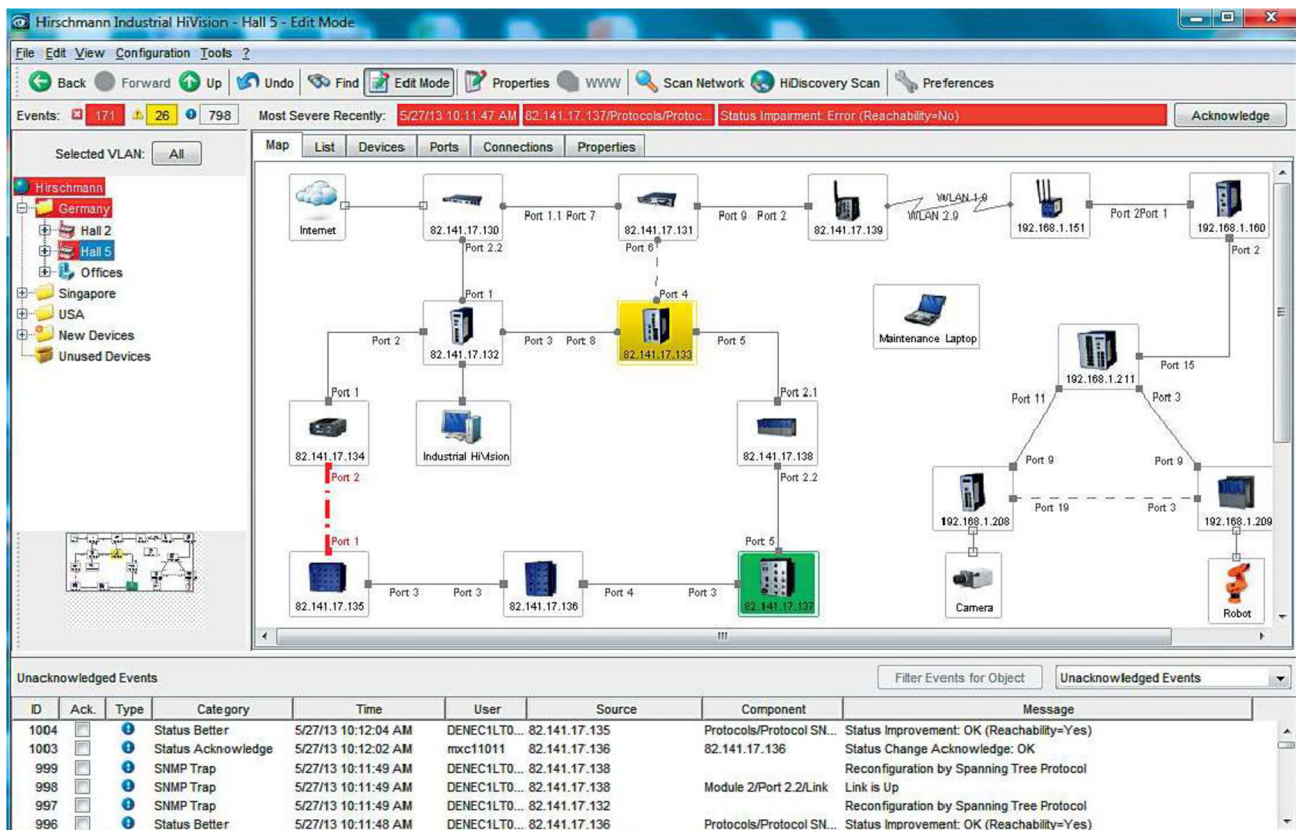 Hirschmann Industrial HiVision - Hall 5 - Edit Mode
File Edit View Configuration Tools ?
Back Forward Up Undo Find Edit Mode Properties WWW Scan Network HiDiscovery Scan Preferences
Events: 171 26 798 Most Severe Recently: 5/27/13 10:11:47 AM 82.141.17.137/Protocols/Protoc... Status Impairment: Error (Reachability=No) Acknowledge
Selected VLAN: All
Map List Devices Ports Connections Properties
Hirschmann
Germany
Hall 2
Hall 5
Offices
Singapore
USA
New Devices
Unused Devices
Internet
82.141.17.130
Port 1.1 Port 7
82.141.17.131
Port 9 Port 2
82.141.17.139
WLAN 1.9
WLAN 2.9
192.168.1.151
Port 2 Port 1
192.168.1.160
Port 2.2
Port 6
Port 2
Port 1
Port 4
Maintenance Laptop
Port 2
82.141.17.132
Port 3 Port 8
82.141.17.133
Port 5
192.168.1.211
Port 15
Port 1
Port 2.1
Port 11
Port 3
82.141.17.134
Industrial HiVision
82.141.17.138
Port 9
Port 9
Port 2
Port 2.2
192.168.1.208
Port 19
Port 3
192.168.1.209
Port 1
Port 5
82.141.17.135
Port 3 Port 3
82.141.17.136
Port 4 Port 3
82.141.17.137
Camera
Robot
Unacknowledged Events
Filter Events for Object
Unacknowledged Events
ID Ack. Type Category Time User Source Component Message
1004 Status Better 5/27/13 10:12:04 AM DENEC1LT0... 82.141.17.135 Protocols/Protocol SN... Status Improvement: OK (Reachability=Yes)
1003 Status Acknowledge 5/27/13 10:12:02 AM mxc11011 82.141.17.136 82.141.17.136 Status Change Acknowledge: OK
999 SNMP Trap 5/27/13 10:11:49 AM DENEC1LT0... 82.141.17.138 Reconfiguration by Spanning Tree Protocol
998 SNMP Trap 5/27/13 10:11:49 AM DENEC1LT0... 82.141.17.138 Module 2/Port 2.2/Link Link is Up
997 SNMP Trap 5/27/13 10:11:49 AM DENEC1LT0... 82.141.17.132 Reconfiguration by Spanning Tree Protocol
996 Status Better 5/27/13 10:11:48 AM DENEC1LT0... 82.141.17.136 Protocols/Protocol SN... Status Improvement: OK (Reachability=Yes)